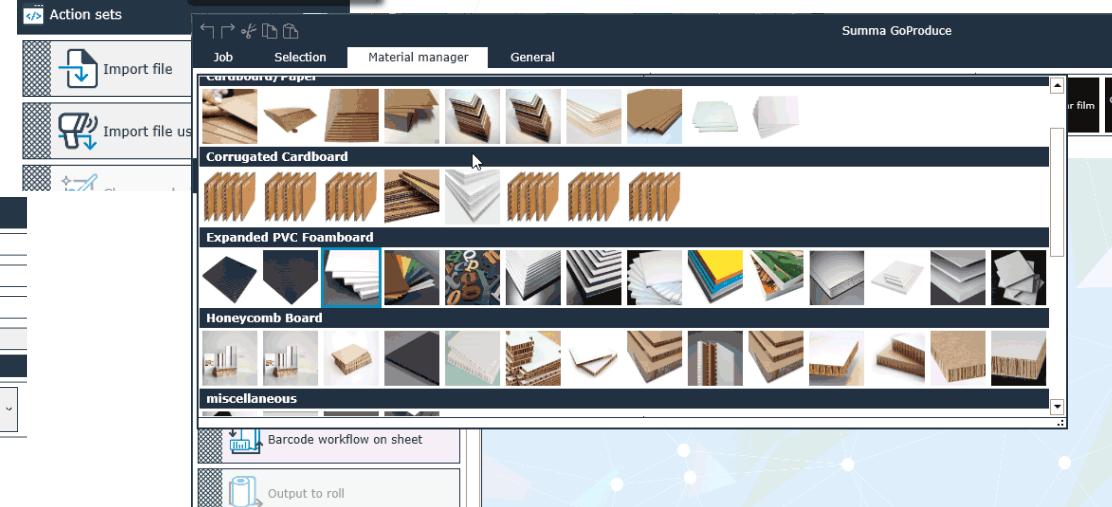 Action sets
Summa GoProduce
Job Selection Material manager General
Import file
Cardboard/Paper
film
Import file us
Corrugated Cardboard
Expanded PVC Foamboard
Honeycomb Board
miscellaneous
Barcode workflow on sheet
Output to roll